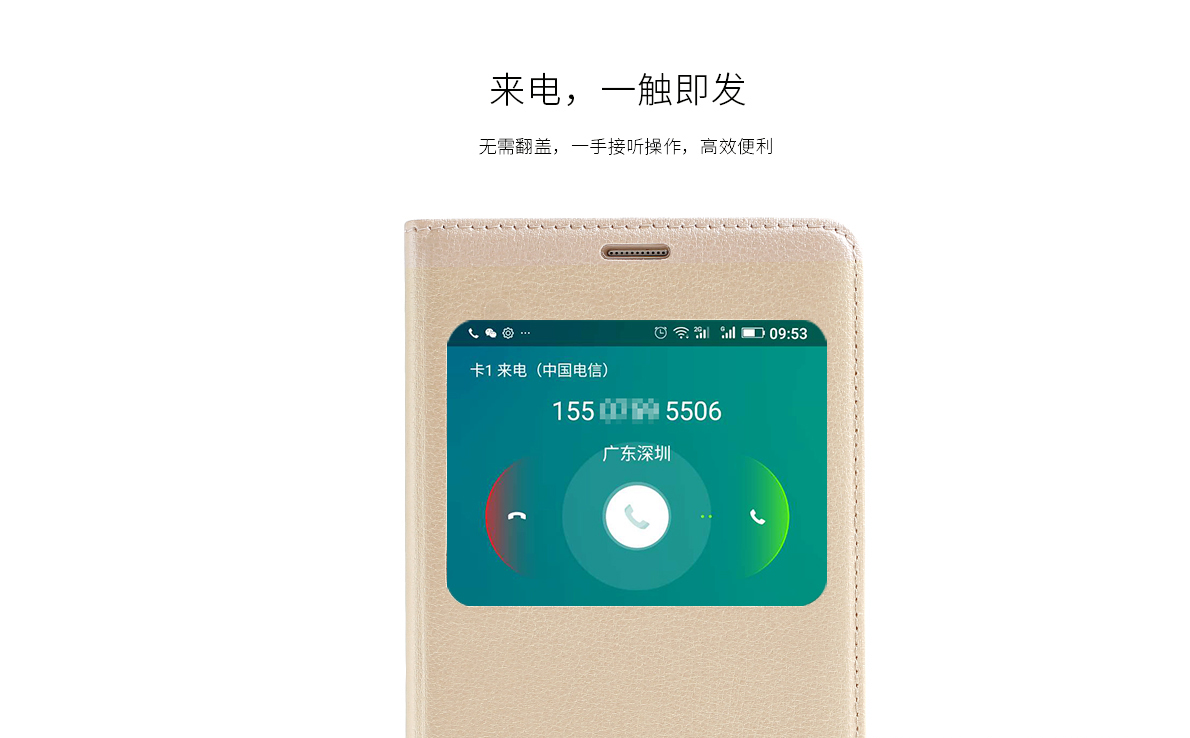 来电，一触即发
无需翻盖，一手接听操作，高效便利
2G G 09:53
卡1 来电（中国电信）
155 5506
广东深圳